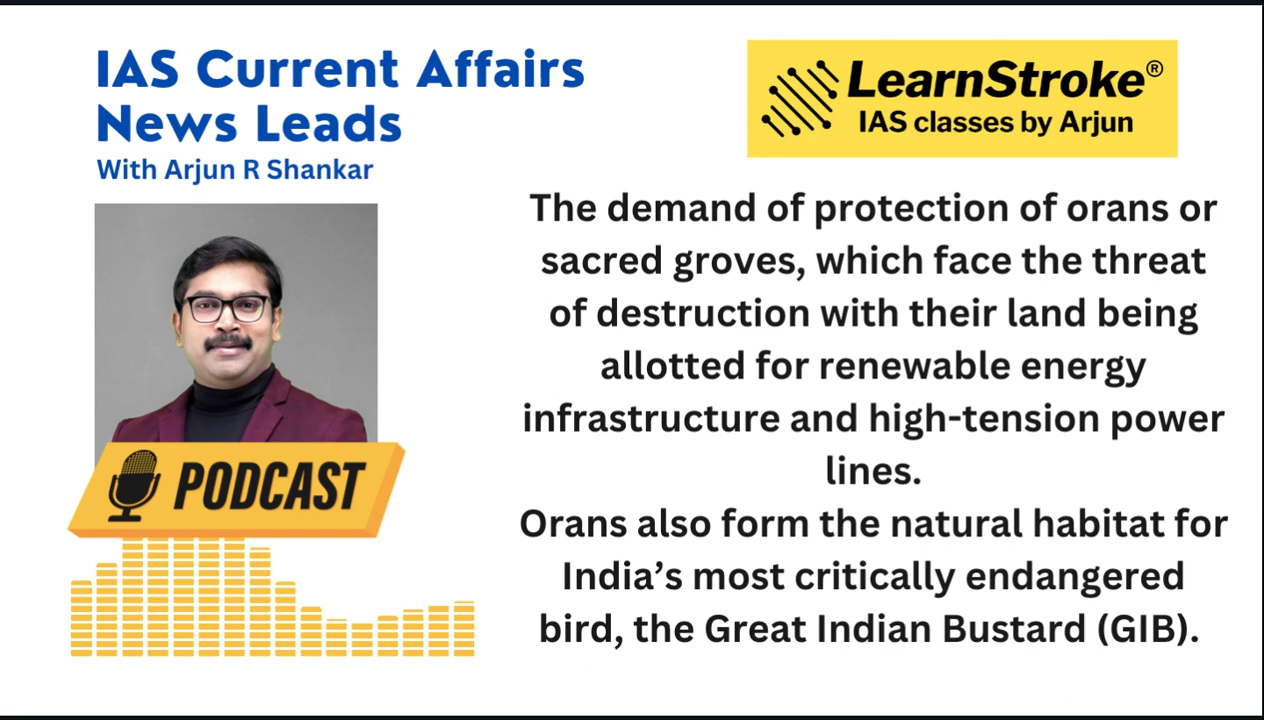 IAS Current Affairs
News Leads
With Arjun R Shankar
LearnStroke®
IAS classes by Arjun
PODCAST
The demand of protection of orans or
sacred groves, which face the threat
of destruction with their land being
allotted for renewable energy
infrastructure and high-tension power
lines.
Orans also form the natural habitat for
India’s most critically endangered
bird, the Great Indian Bustard (GIB).